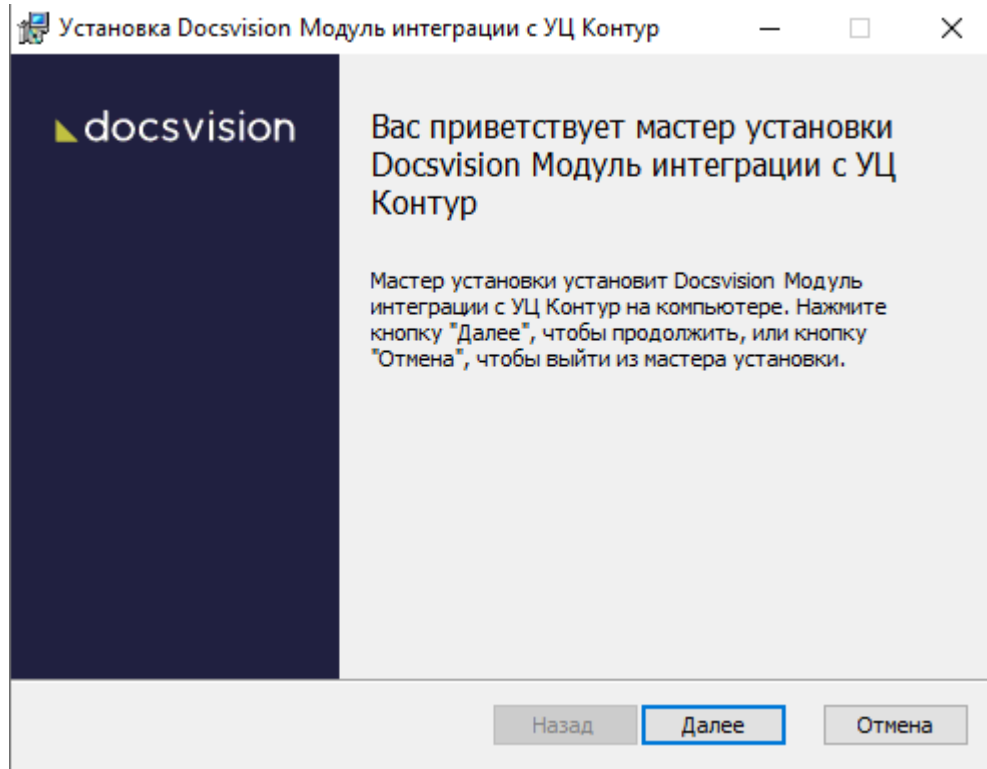 Установка Docsvision Модуль интеграции с УЦ Контур
docsvision
Вас приветствует мастер установки
Docsvision Модуль интеграции с УЦ
Контур
Мастер установки установит Docsvision Модуль
интеграции с УЦ Контур на компьютере. Нажмите
кнопку "Далее", чтобы продолжить, или кнопку
"Отмена", чтобы выйти из мастера установки.
Назад
Далее
Отмена